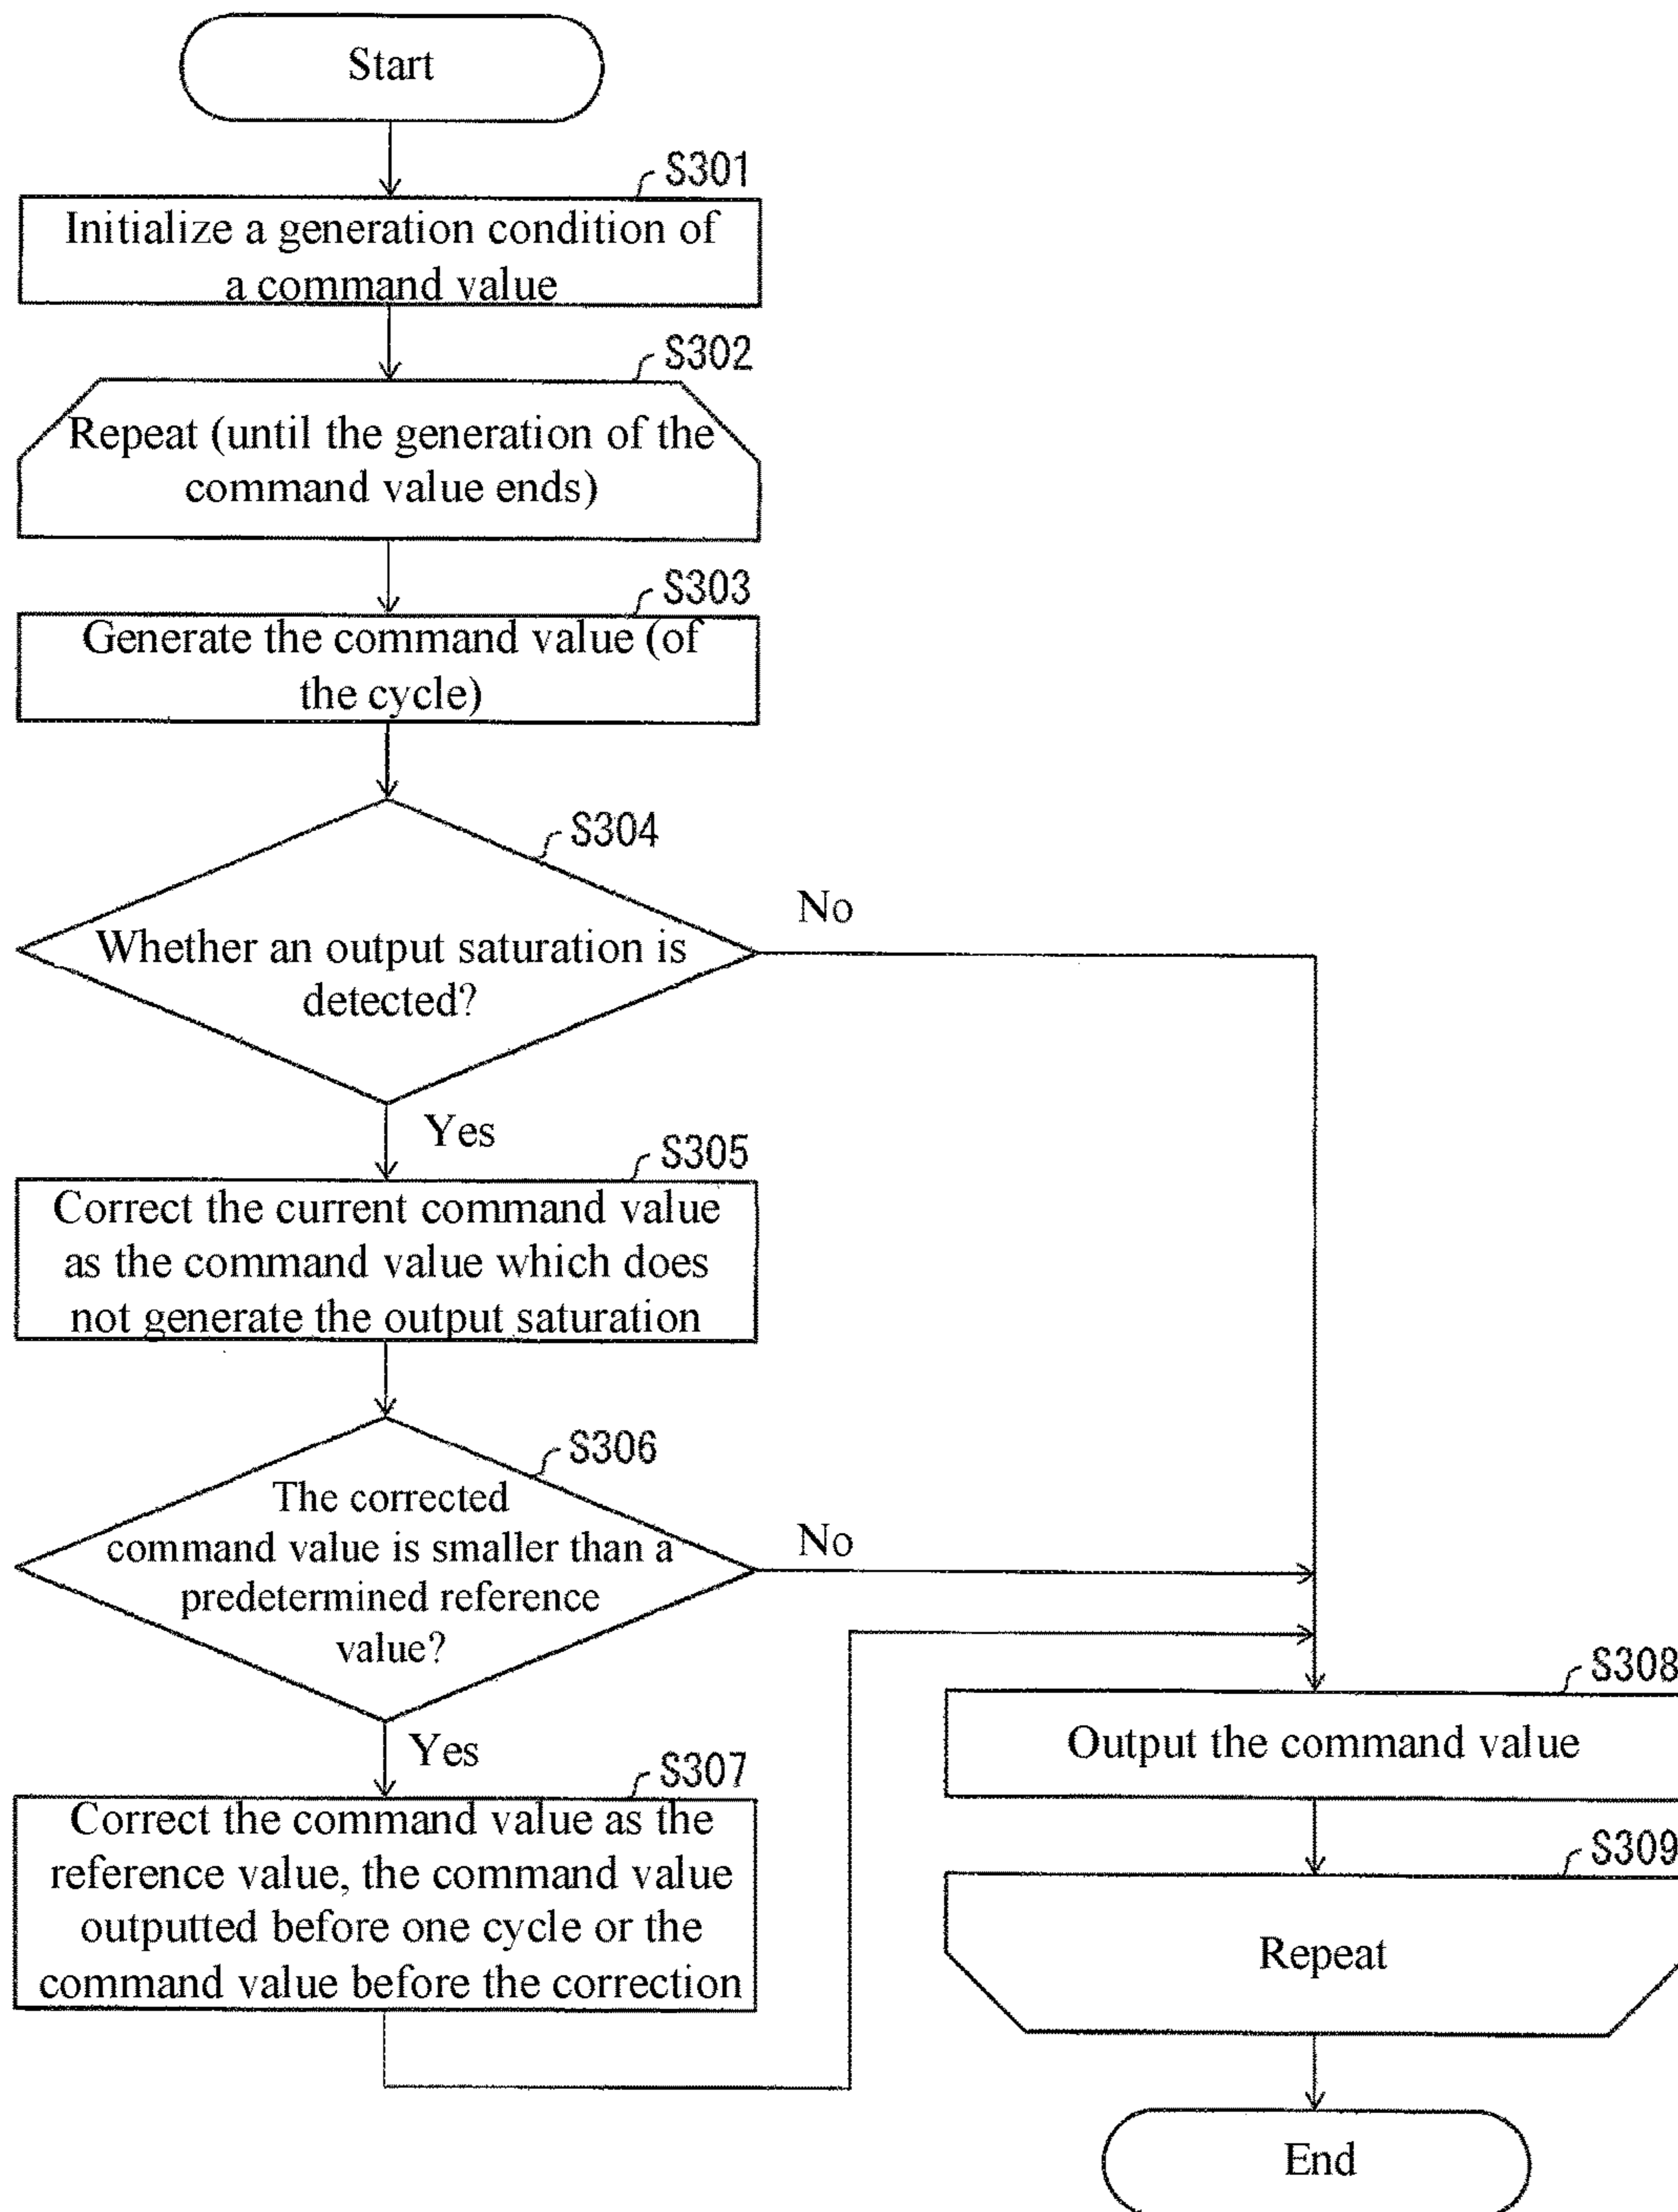 Start
S301
Initialize a generation condition of
a command value
S302
Repeat (until the generation of the
command value ends)
S303
Generate the command value (of
the cycle)
S304
Whether an output saturation is
detected?
No
Yes
S305
Correct the current command value
as the command value which does
not generate the output saturation
S306
The corrected
command value is smaller than a
predetermined reference
value?
No
Yes
S307
Correct the command value as the
reference value, the command value
outputted before one cycle or the
command value before the correction
S308
Output the command value
S309
Repeat
End